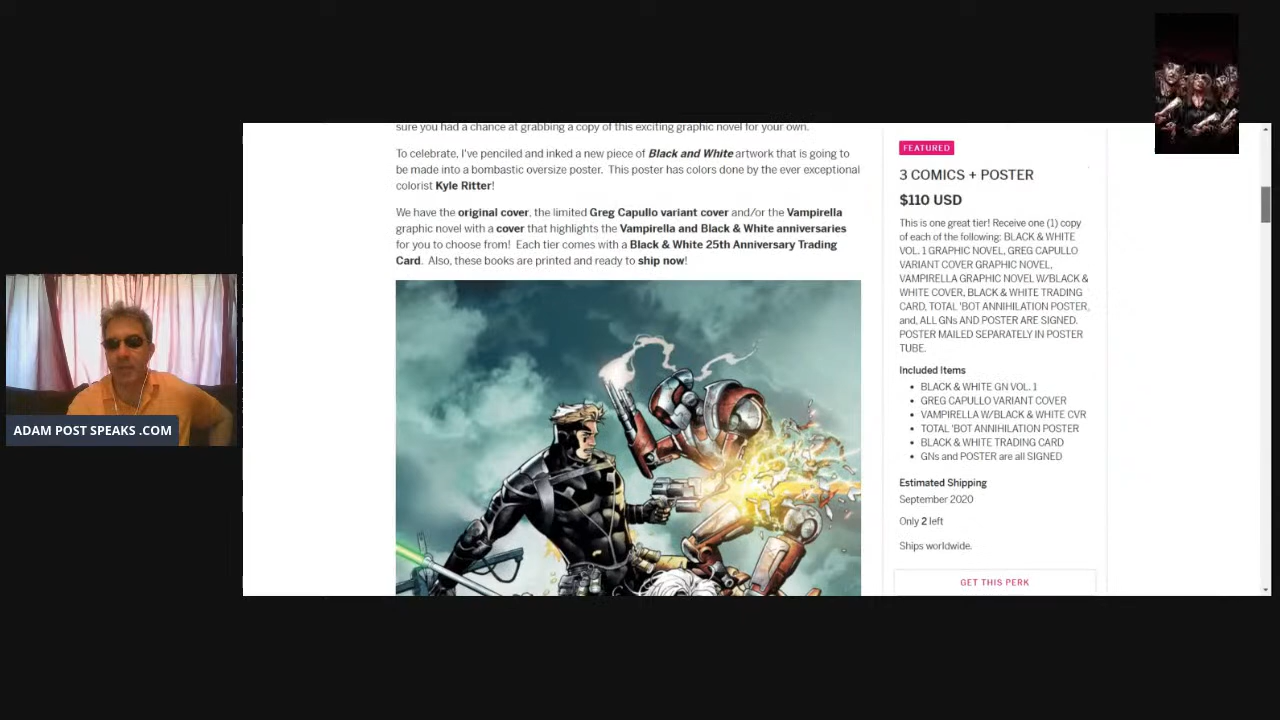 sure you had a chance at grabbing a copy of this exciting graphic novel for your own.
To celebrate, I've penciled and inked a new piece of Black and White artwork that is going to
be made into a bombastic oversize poster. This poster has colors done by the ever exceptional
colorist Kyle Ritter!
We have the original cover, the limited Greg Capullo variant cover and/or the Vampirella
graphic novel with a cover that highlights the Vampirella and Black & White anniversaries
for you to choose from! Each tier comes with a Black & White 25th Anniversary Trading
Card. Also, these books are printed and ready to ship now!
FEATURED
3 COMICS + POSTER
$110 USD
This is one great tier! Receive one (1) copy
of each of the following: BLACK & WHITE
VOL. 1 GRAPHIC NOVEL, GREG CAPULLO
VARIANT COVER GRAPHIC NOVEL,
VAMPIRELLA GRAPHIC NOVEL W/BLACK &
WHITE COVER, BLACK & WHITE TRADING
CARD, TOTAL 'BOT ANNIHILATION POSTER,
and, ALL GNs AND POSTER ARE SIGNED.
POSTER MAILED SEPARATELY IN POSTER
TUBE.
Included Items
BLACK & WHITE GN VOL. 1
GREG CAPULLO VARIANT COVER
VAMPIRELLA W/BLACK & WHITE CVR
TOTAL 'BOT ANNIHILATION POSTER
BLACK & WHITE TRADING CARD
GNs and POSTER are all SIGNED
Estimated Shipping
September 2020
Only 2 left
Ships worldwide.
GET THIS PERK
ADAM POST SPEAKS .COM